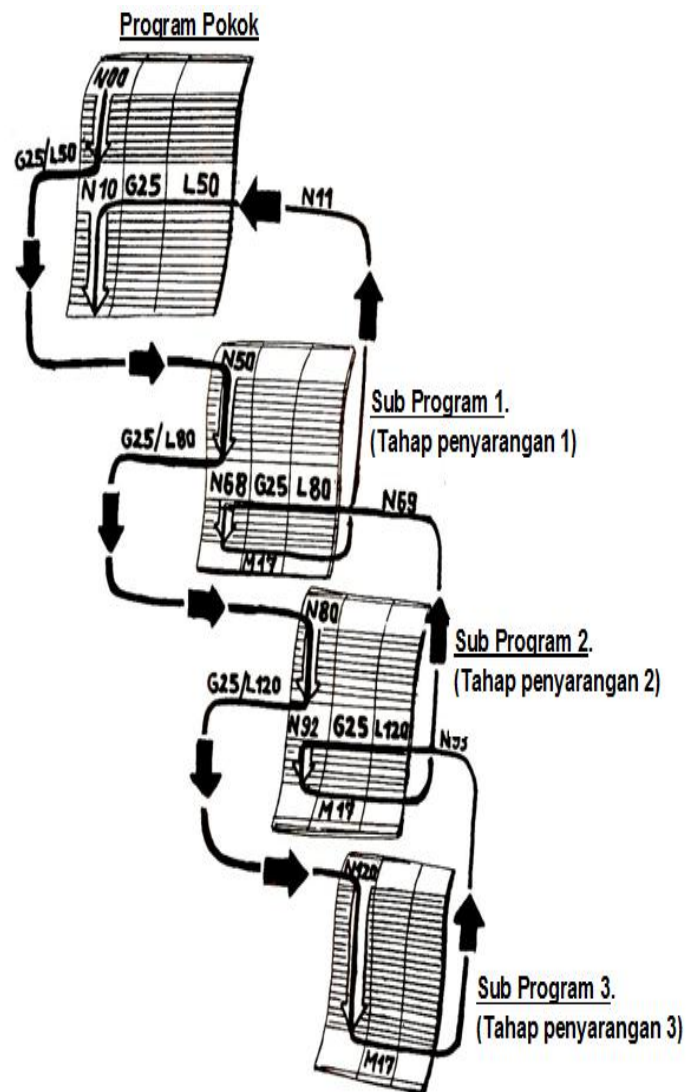 Program Pokok
N00
G25/L50
N10 G25 L50
N11
N50
Sub Program 1.
(Tahap penyarangan 1)
G25/L80
N68 G25 L80
N69
M17
N80
Sub Program 2.
(Tahap penyarangan 2)
G25/L120
N92 G25 L120
N93
M17
N120
Sub Program 3.
(Tahap penyarangan 3)
M17